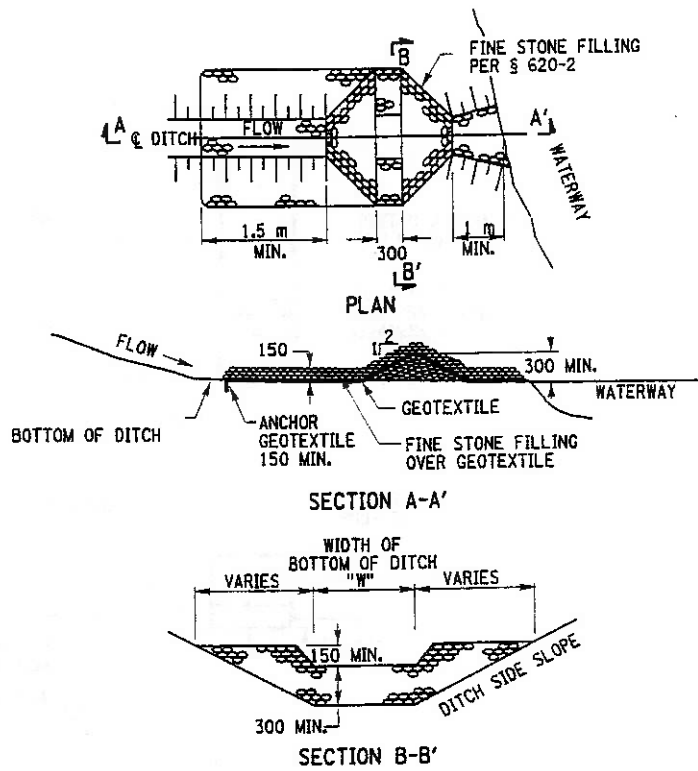 B
FINE STONE FILLING
PER § 620-2
A
℄ DITCH
FLOW
A'
WATERWAY
1.5 m
MIN.
300
1 m
MIN.
B'
PLAN
FLOW
150
2
1
300 MIN.
WATERWAY
BOTTOM OF DITCH
ANCHOR
GEOTEXTILE
150 MIN.
GEOTEXTILE
FINE STONE FILLING
OVER GEOTEXTILE
SECTION A-A'
WIDTH OF
BOTTOM OF DITCH
VARIES
"W"
VARIES
150 MIN.
DITCH SIDE SLOPE
300 MIN.
SECTION B-B'